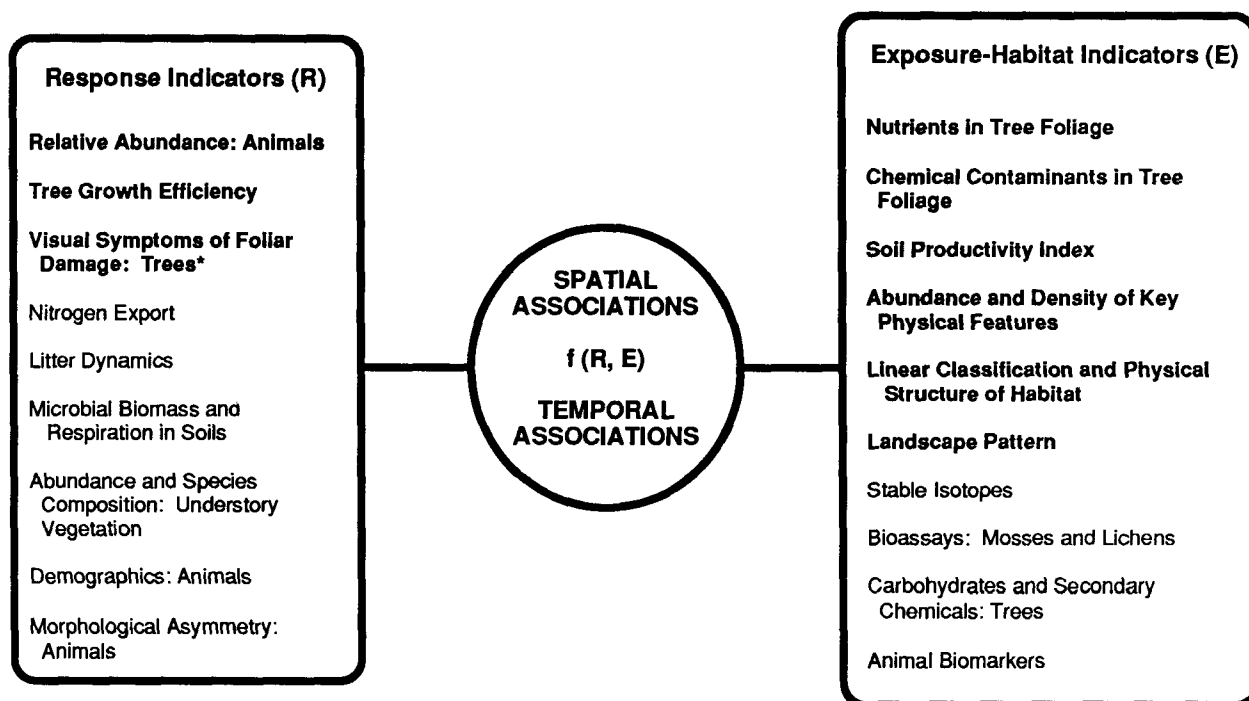 Response Indicators (R)
Relative Abundance: Animals
Tree Growth Efficiency
Visual Symptoms of Foliar
Damage: Trees*
Nitrogen Export
Litter Dynamics
Microbial Biomass and
Respiration in Soils
Abundance and Species
Composition: Understory
Vegetation
Demographics: Animals
Morphological Asymmetry:
Animals
SPATIAL
ASSOCIATIONS
f (R, E)
TEMPORAL
ASSOCIATIONS
Exposure-Habitat Indicators (E)
Nutrients in Tree Foliage
Chemical Contaminants in Tree
Foliage
Soil Productivity Index
Abundance and Density of Key
Physical Features
Linear Classification and Physical
Structure of Habitat
Landscape Pattern
Stable Isotopes
Bioassays: Mosses and Lichens
Carbohydrates and Secondary
Chemicals: Trees
Animal Biomarkers